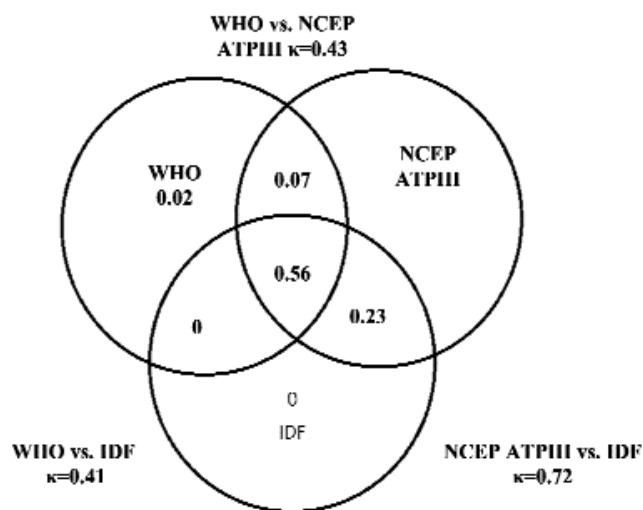 WHO vs. NCEP
ATPIII κ=0.43
WHO
0.02
0.07
NCEP
ATPIII
0.56
0
0.23
0
IDF
WHO vs. IDF
κ=0.41
NCEP ATPIII vs. IDF
κ=0.72